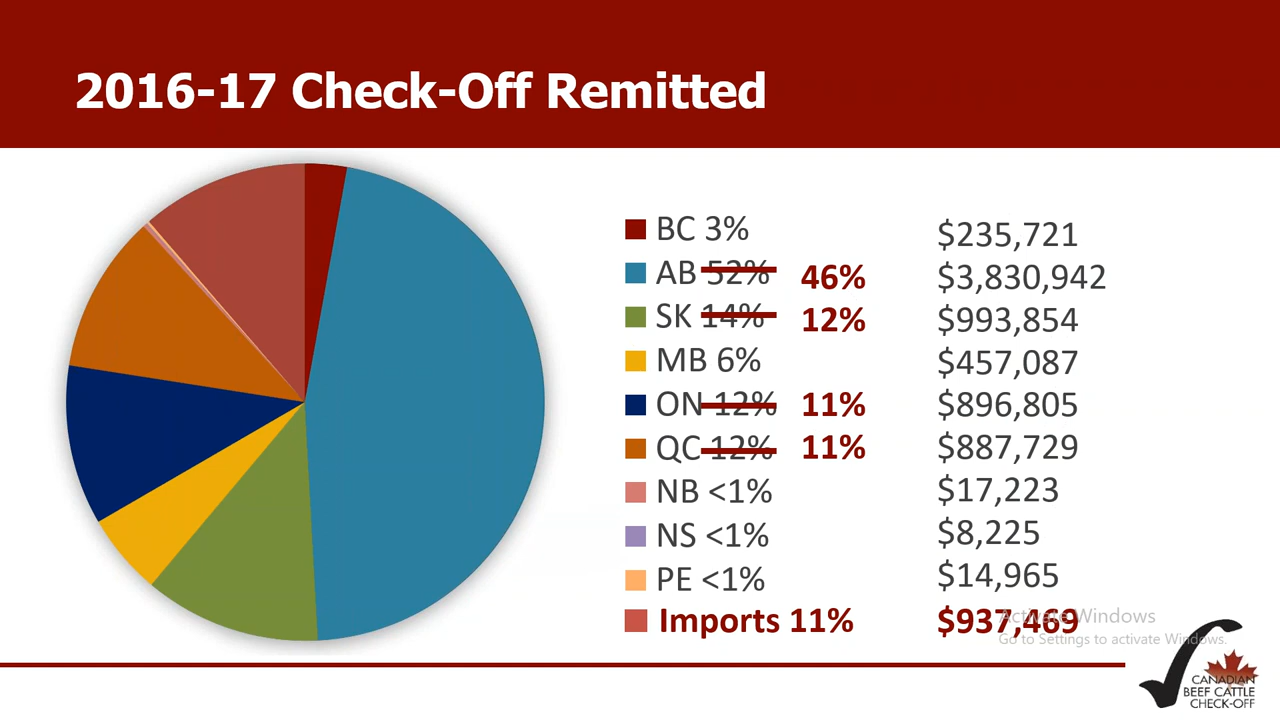 2016-17 Check-Off Remitted
BC 3% $235,721
AB 52% 46% $3,830,942
SK 14% 12% $993,854
MB 6% $457,087
ON 12% 11% $896,805
QC 12% 11% $887,729
NB <1% $17,223
NS <1% $8,225
PE <1% $14,965
Imports 11% $937,469
Activate Windows
Go to Settings to activate Windows.
CANADIAN
BEEF CATTLE
CHECK-OFF